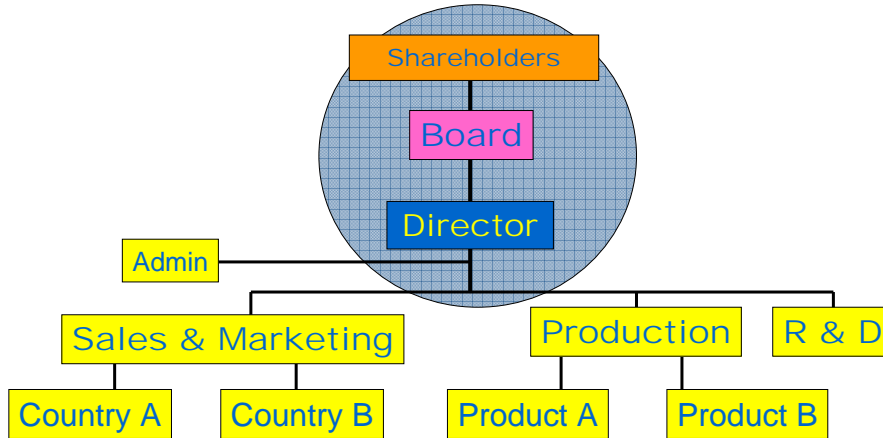 Shareholders
Board
Director
Admin
Sales & Marketing
Production
R & D
Country A
Country B
Product A
Product B